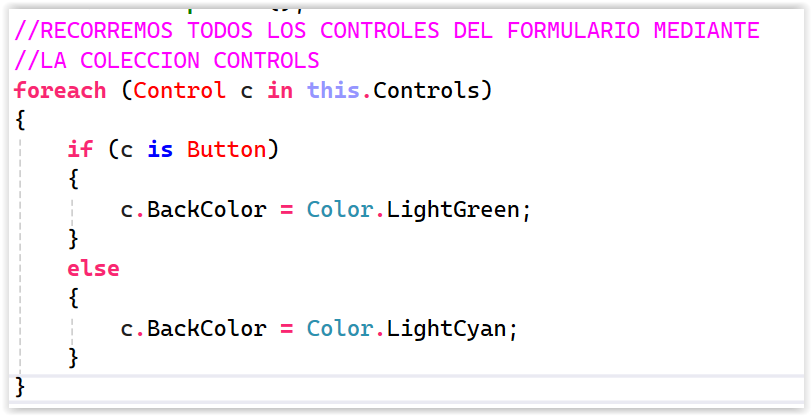 //RECORREMOS TODOS LOS CONTROLES DEL FORMULARIO MEDIANTE
//LA COLECCION CONTROLS
foreach (Control c in this.Controls)
{
    if (c is Button)
    {
        c.BackColor = Color.LightGreen;
    }
    else
    {
        c.BackColor = Color.LightCyan;
    }
}